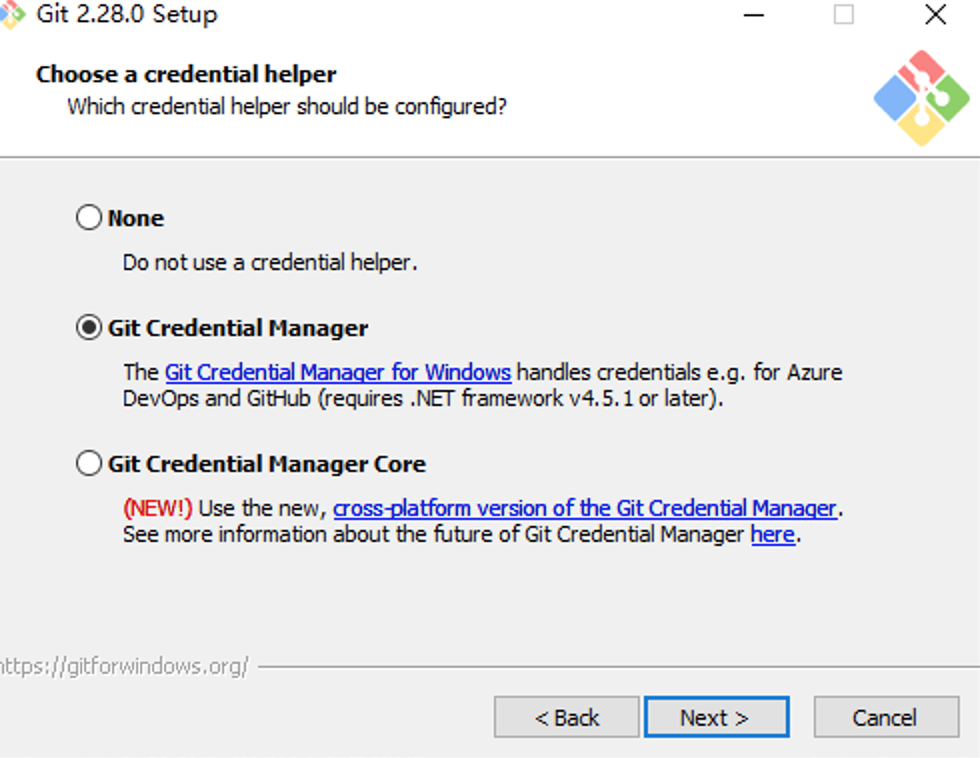 Git 2.28.0 Setup
Choose a credential helper
Which credential helper should be configured?
None
Do not use a credential helper.
Git Credential Manager
The Git Credential Manager for Windows handles credentials e.g. for Azure
DevOps and GitHub (requires .NET framework v4.5.1 or later).
Git Credential Manager Core
(NEW!) Use the new, cross-platform version of the Git Credential Manager.
See more information about the future of Git Credential Manager here.
https://gitforwindows.org/
< Back
Next >
Cancel